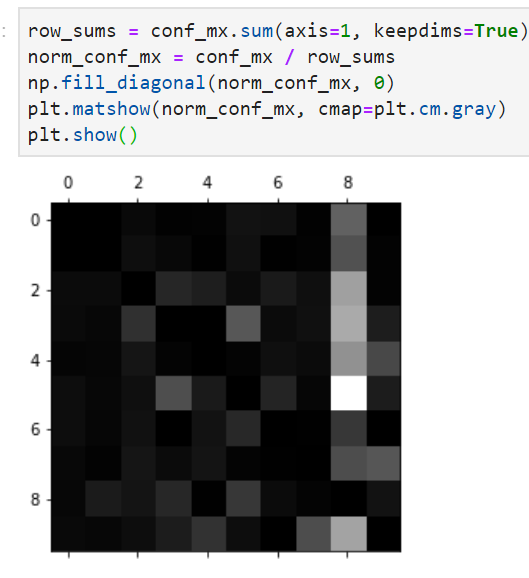 :
row_sums = conf_mx.sum(axis=1, keepdims=True)
norm_conf_mx = conf_mx / row_sums
np.fill_diagonal(norm_conf_mx, 0)
plt.matshow(norm_conf_mx, cmap=plt.cm.gray)
plt.show()
0 2 4 6 8
0
2
4
6
8